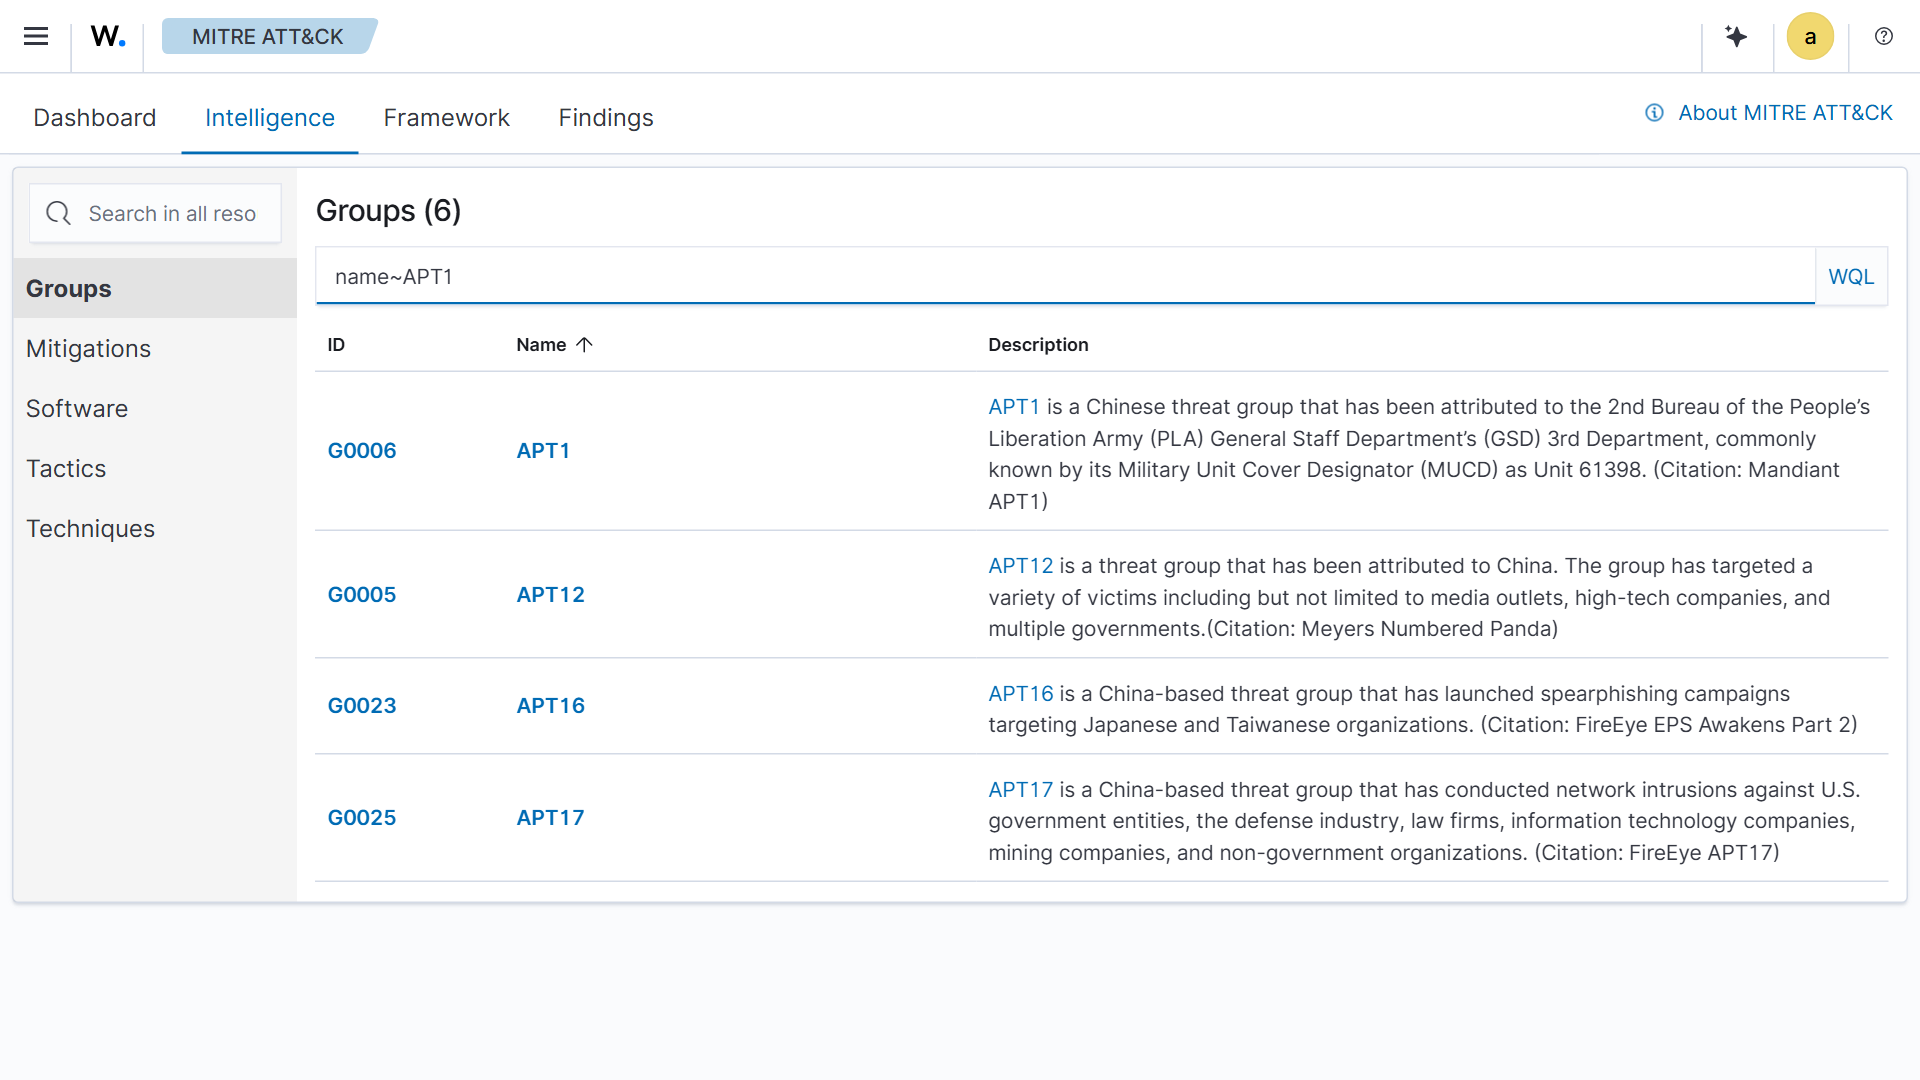 W.
MITRE ATT&CK
a
Dashboard
Intelligence
Framework
Findings
About MITRE ATT&CK
Search in all reso
Groups
Mitigations
Software
Tactics
Techniques
Groups (6)
name~APT1
WQL
ID
Name
Description
G0006
APT1
APT1 is a Chinese threat group that has been attributed to the 2nd Bureau of the People’s
Liberation Army (PLA) General Staff Department’s (GSD) 3rd Department, commonly
known by its Military Unit Cover Designator (MUCD) as Unit 61398. (Citation: Mandiant
APT1)
G0005
APT12
APT12 is a threat group that has been attributed to China. The group has targeted a
variety of victims including but not limited to media outlets, high-tech companies, and
multiple governments.(Citation: Meyers Numbered Panda)
G0023
APT16
APT16 is a China-based threat group that has launched spearphishing campaigns
targeting Japanese and Taiwanese organizations. (Citation: FireEye EPS Awakens Part 2)
G0025
APT17
APT17 is a China-based threat group that has conducted network intrusions against U.S.
government entities, the defense industry, law firms, information technology companies,
mining companies, and non-government organizations. (Citation: FireEye APT17)